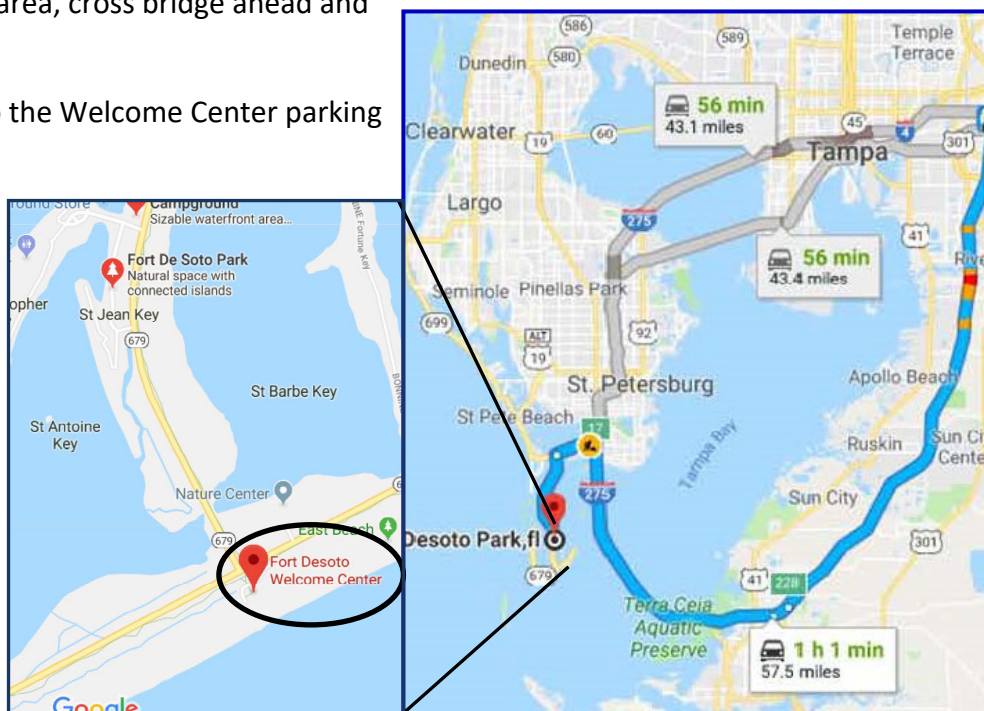 area, cross bridge ahead and
the Welcome Center parking
586
589
Temple
Terrace
Dunedin
580
56 min
43.1 miles
Clearwater
19
60
45
4
301
Tampa
Largo
275
41
56 min
43.4 miles
Seminole
Pinellas Park
699
92
ALT
19
Apollo Beach
St. Petersburg
St Pete Beach
17
Ruskin
Sun Ci
Cente
Tampa Bay
275
Sun City
Desoto Park,fl
301
679
41
228
Terra Ceia
Aquatic
Preserve
1 h 1 min
57.5 miles
Campground
Sizable waterfront area...
Fort De Soto Park
Natural space with
connected islands
opher
St Jean Key
679
St Barbe Key
St Antoine
Key
Nature Center
East Beach
679
Fort Desoto
Welcome Center
Google